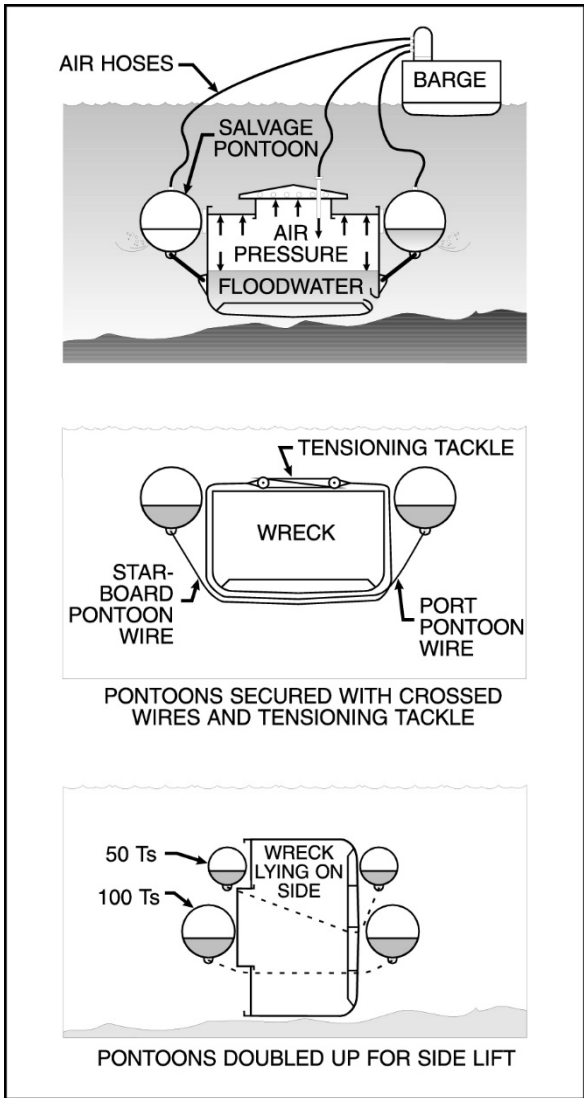 AIR HOSES
BARGE
SALVAGE
PONTOON
AIR
PRESSURE
FLOODWATER
TENSIONING TACKLE
WRECK
STAR-
BOARD
PONTOON
WIRE
PORT
PONTOON
WIRE
PONTOONS SECURED WITH CROSSED
WIRES AND TENSIONING TACKLE
50 Ts
WRECK
LYING ON
SIDE
100 Ts
PONTOONS DOUBLED UP FOR SIDE LIFT